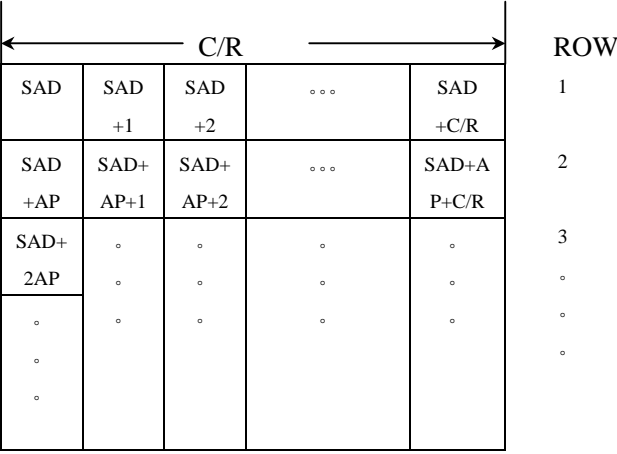 C/R ROW
SAD SAD SAD 。。。 SAD 1
+1 +2 +C/R
SAD SAD+ SAD+ 。。。 SAD+A 2
+AP AP+1 AP+2 P+C/R
SAD+ 。 。 。 。 3
2AP 。 。 。 。 。
。 。 。 。 。 。
。 。
。